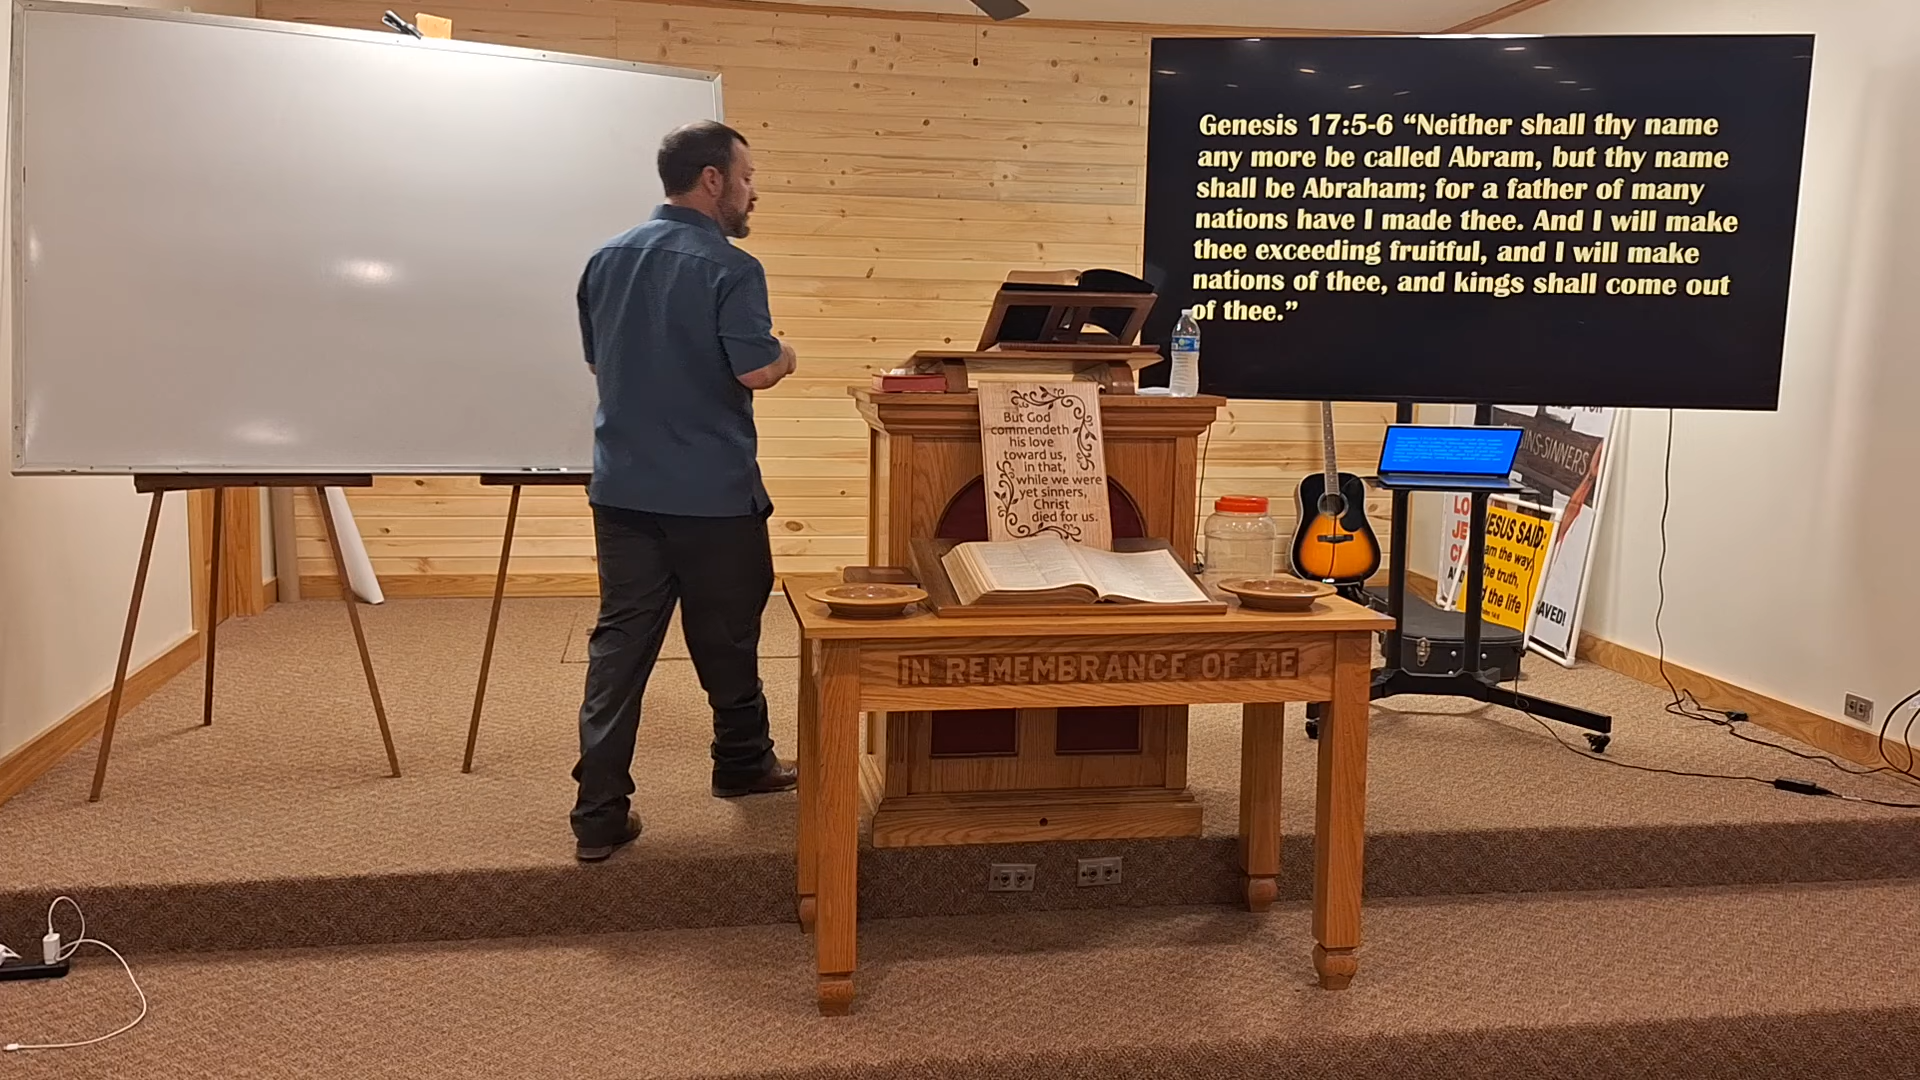 Genesis 17:5-6 “Neither shall thy name
any more be called Abram, but thy name
shall be Abraham; for a father of many
nations have I made thee. And I will make
thee exceeding fruitful, and I will make
nations of thee, and kings shall come out
of thee.”
But God
commendeth
his love
toward us,
in that,
while we were
yet sinners,
Christ
died for us.
IN REMEMBRANCE OF ME
SINNERS
JESUS SAID:
am the way,
the truth,
the life
SAVED!